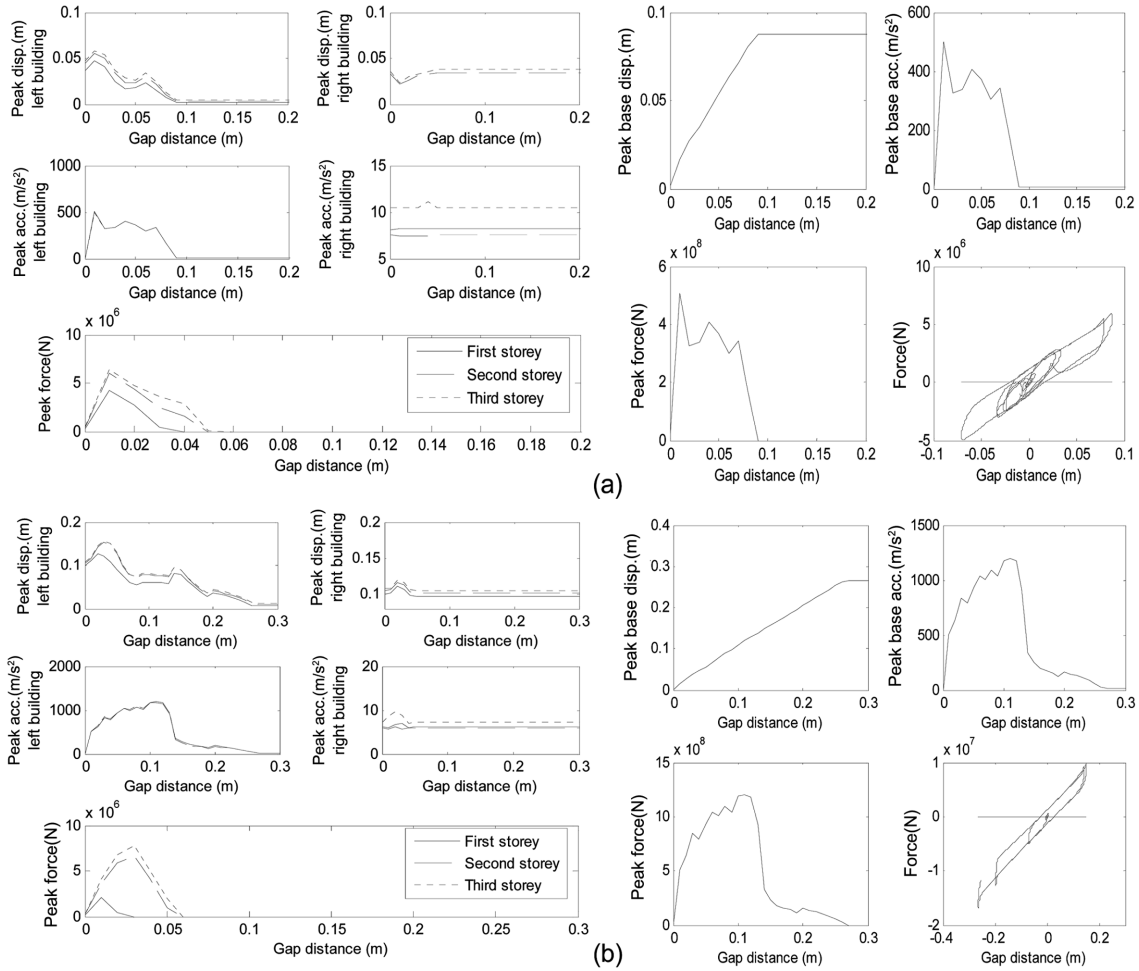 0.1
0.05
0
0 0.05 0.1 0.15 0.2
Gap distance (m)
Peak disp.(m)
left building
0.1
0.05
0
0 0.1 0.2
Gap distance (m)
Peak disp.(m)
right building
0.1
0.05
0
0 0.05 0.1 0.15 0.2
Gap distance (m)
Peak base disp.(m)
600
400
200
0
0 0.05 0.1 0.15 0.2
Gap distance (m)
Peak base acc.(m/s²)
1000
500
0
0 0.05 0.1 0.15 0.2
Gap distance (m)
Peak acc.(m/s²)
left building
15
10
5
0 0.1 0.2
Gap distance (m)
Peak acc.(m/s²)
right building
x 10⁶
10
5
0
0 0.02 0.04 0.06 0.08 0.1 0.12 0.14 0.16 0.18 0.2
Gap distance (m)
Peek force(N)
First storey
Second storey
Third storey
x 10⁸
6
4
2
0
0 0.05 0.1 0.15 0.2
Gap distance (m)
Peak force(N)
x 10⁶
10
5
0
-5
-0.1 -0.05 0 0.05 0.1
Gap distance (m)
Force(N)
(a)
0.2
0.1
0
0 0.1 0.2 0.3
Gap distance (m)
Peak disp.(m)
left building
0.2
0.15
0.1
0 0.1 0.2 0.3
Gap distance (m)
Peak disp.(m)
right building
0.4
0.3
0.2
0.1
0
0 0.1 0.2 0.3
Gap distance (m)
Peak base disp.(m)
1500
1000
500
0
0 0.1 0.2 0.3
Gap distance (m)
Peak base acc.(m/s²)
2000
1000
0
0 0.1 0.2 0.3
Gap distance (m)
Peak acc.(m/s²)
left building
20
10
0
0 0.1 0.2 0.3
Gap distance (m)
Peak acc.(m/s²)
right building
x 10⁶
10
5
0
0 0.05 0.1 0.15 0.2 0.25 0.3
Gap distance (m)
Peak force(N)
First storey
Second storey
Third storey
x 10⁸
15
10
5
0
0 0.1 0.2 0.3
Gap distance (m)
Peak force(N)
x 10⁷
1
0
-1
-2
-0.4 -0.2 0 0.2
Gap distance (m)
Force(N)
(b)